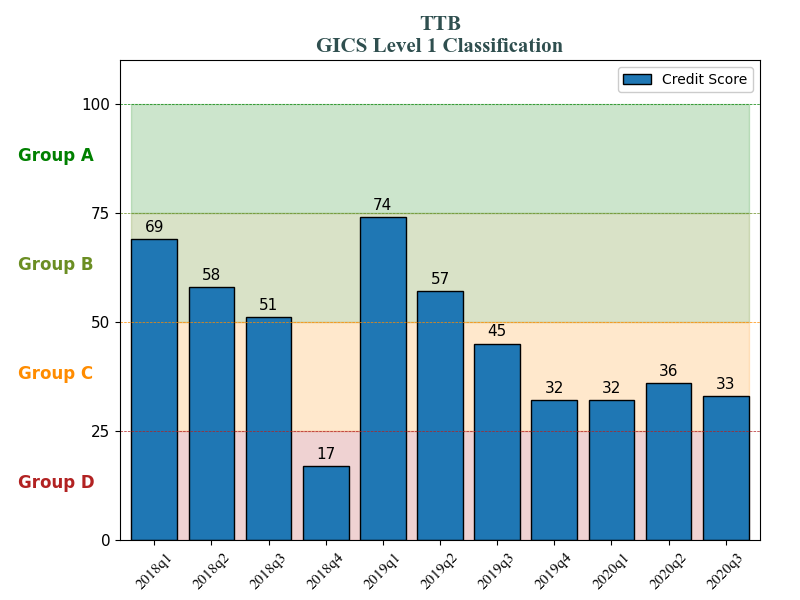 TTB
GICS Level 1 Classification
Credit Score
100
Group A
75
74
69
Group B
58
57
51
50
45
Group C
36
33
32
32
25
17
Group D
0
2018q1
2018q2
2018q3
2018q4
2019q1
2019q2
2019q3
2019q4
2020q1
2020q2
2020q3